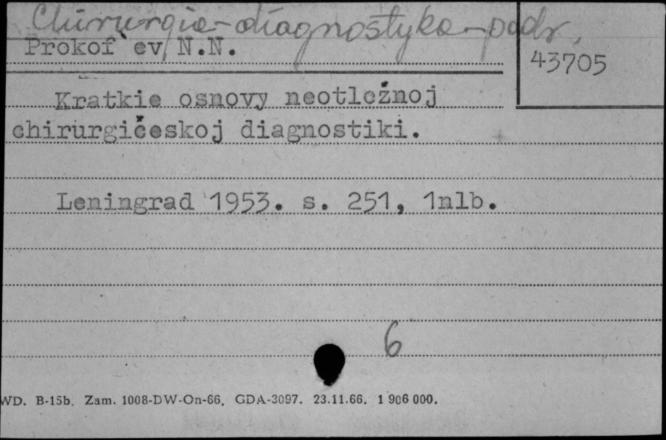 Chirurgia-diagnostyka-podr.
Prokof'ev N.N.
43705
Kratkie osnovy neotložnoj
chirurgičeskoj diagnostiki.
Leningrad 1953. s. 251, 1nlb.
6
WD. B-15b. Zam. 1008-DW-On-66. GDA-3097. 23.11.66. 1 906 000.